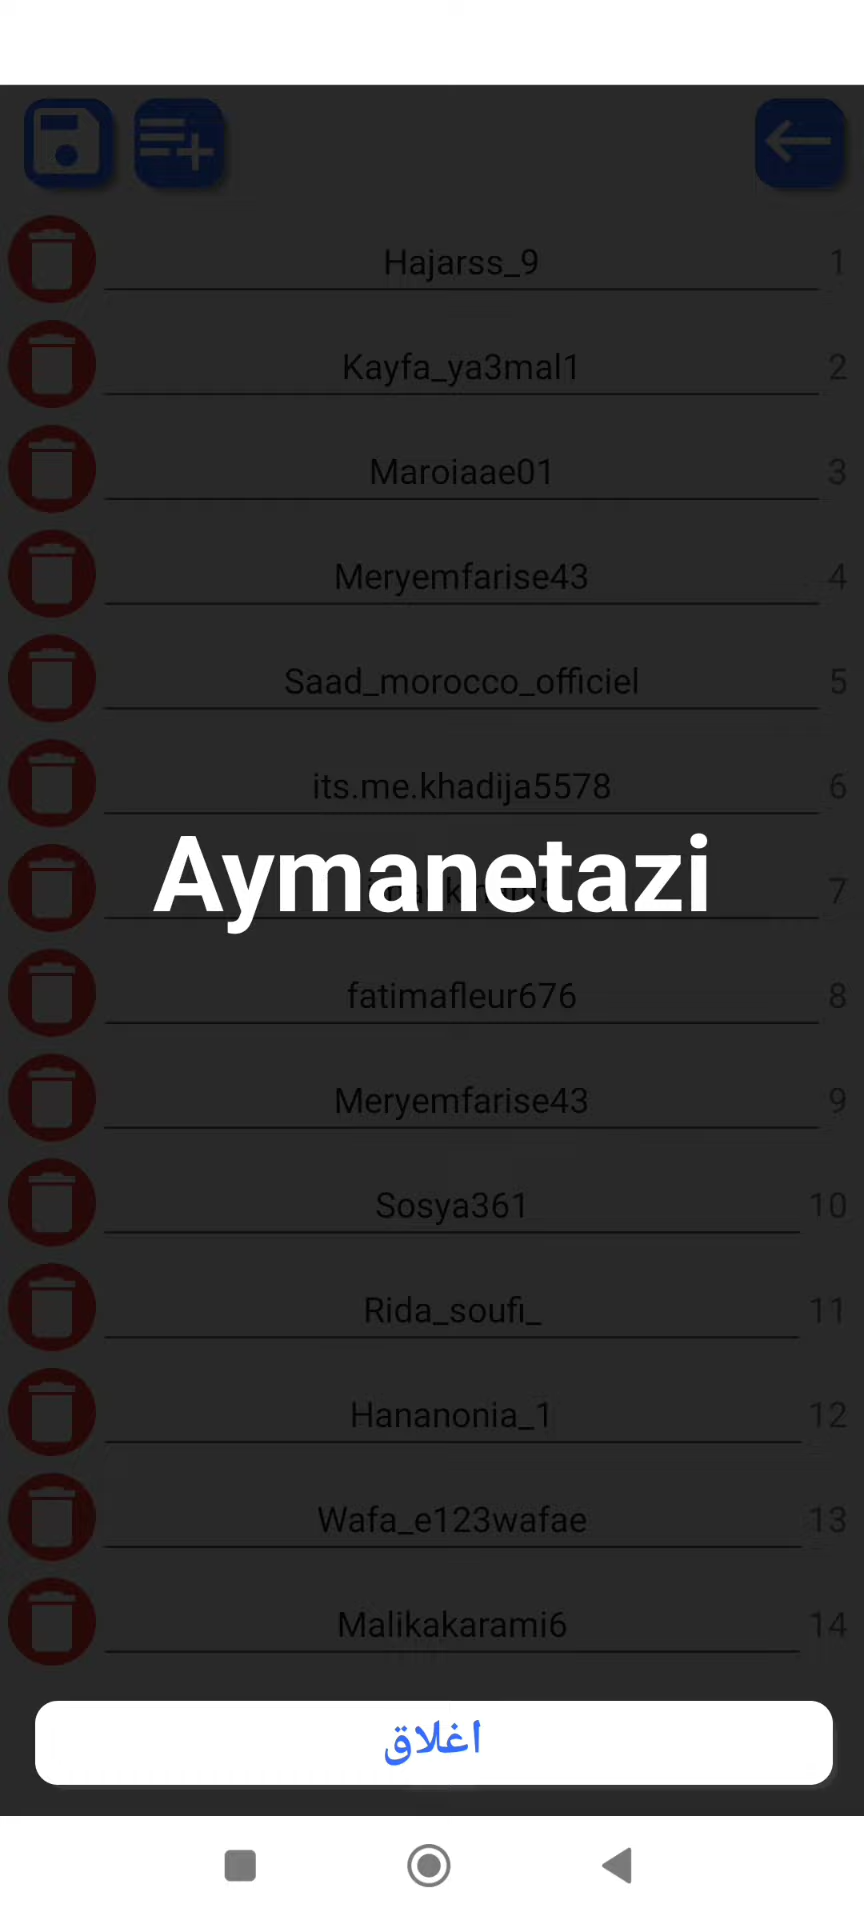 Hajarss_9 1
Kayfa_ya3mal1 2
Maroiaae01 3
Meryemfarise43 4
Saad_morocco_officiel 5
its.me.khadija5578 6
Aymanetazi
7
fatimafleur676 8
Meryemfarise43 9
Sosya361 10
Rida_soufi_ 11
Hananonia_1 12
Wafa_e123wafae 13
Malikakarami6 14
اغلاق